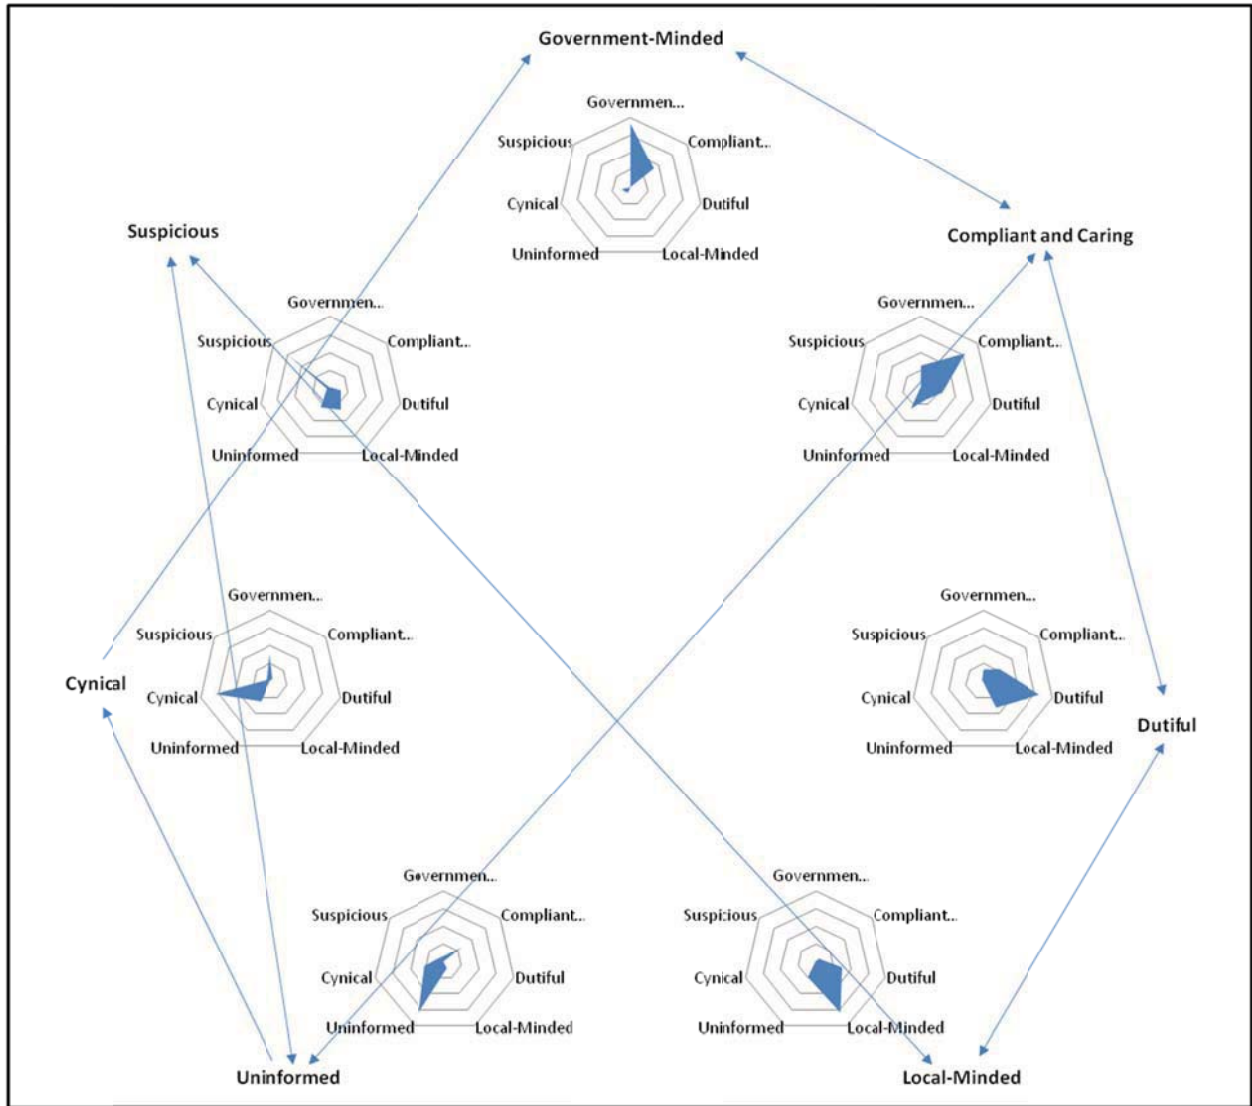 Government-Minded
Governmen...
Suspicious
Compliant...
Cynical
Dutiful
Uninformed
Local-Minded
Suspicious
Compliant and Caring
Governmen...
Suspicious
Compliant...
Cynical
Dutiful
Uninformed
Local-Minded
Governmen...
Suspicious
Compliant...
Cynical
Dutiful
Uninformed
Local-Minded
Cynical
Governmen...
Suspicious
Compliant...
Cynical
Dutiful
Uninformed
Local-Minded
Governmen...
Suspicious
Compliant...
Cynical
Dutiful
Uninformed
Local-Minded
Dutiful
Governmen...
Suspicious
Compliant...
Cynical
Dutiful
Uninformed
Local-Minded
Governmen...
Suspicious
Compliant...
Cynical
Dutiful
Uninformed
Local-Minded
Uninformed
Local-Minded